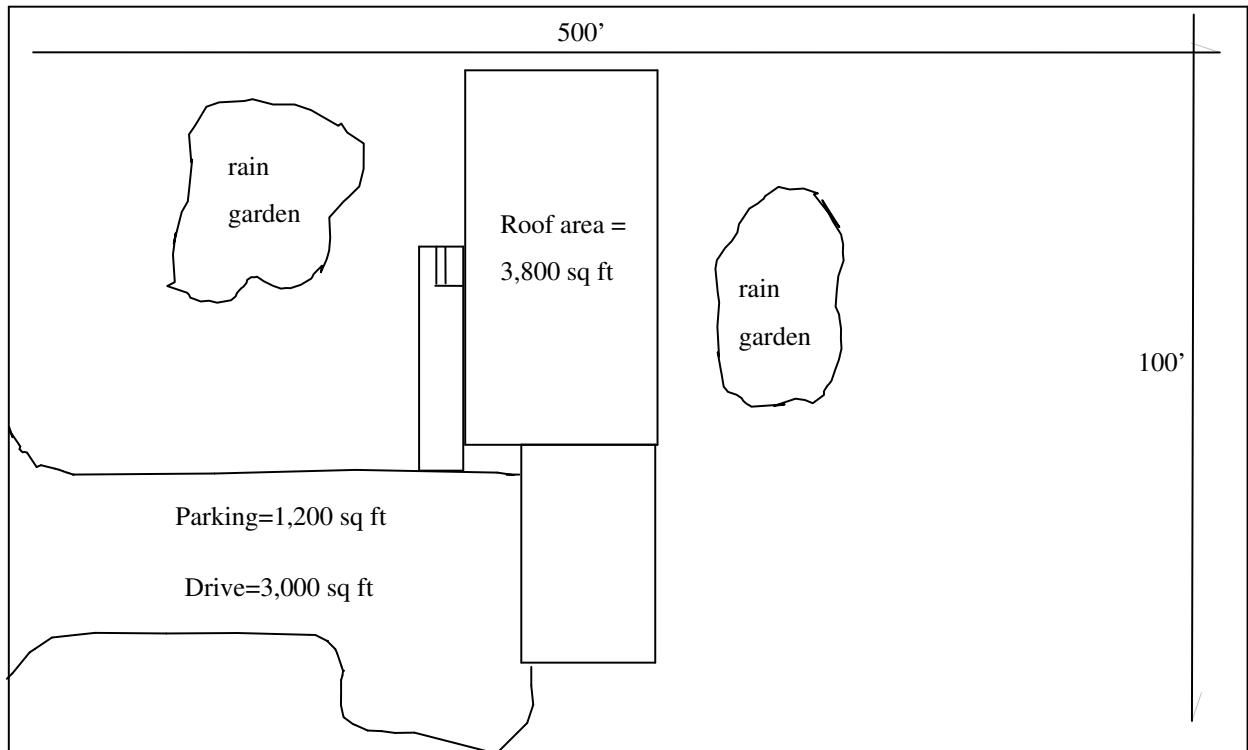 500’
rain
garden
Roof area =
3,800 sq ft
rain
garden
100’
Parking=1,200 sq ft
Drive=3,000 sq ft